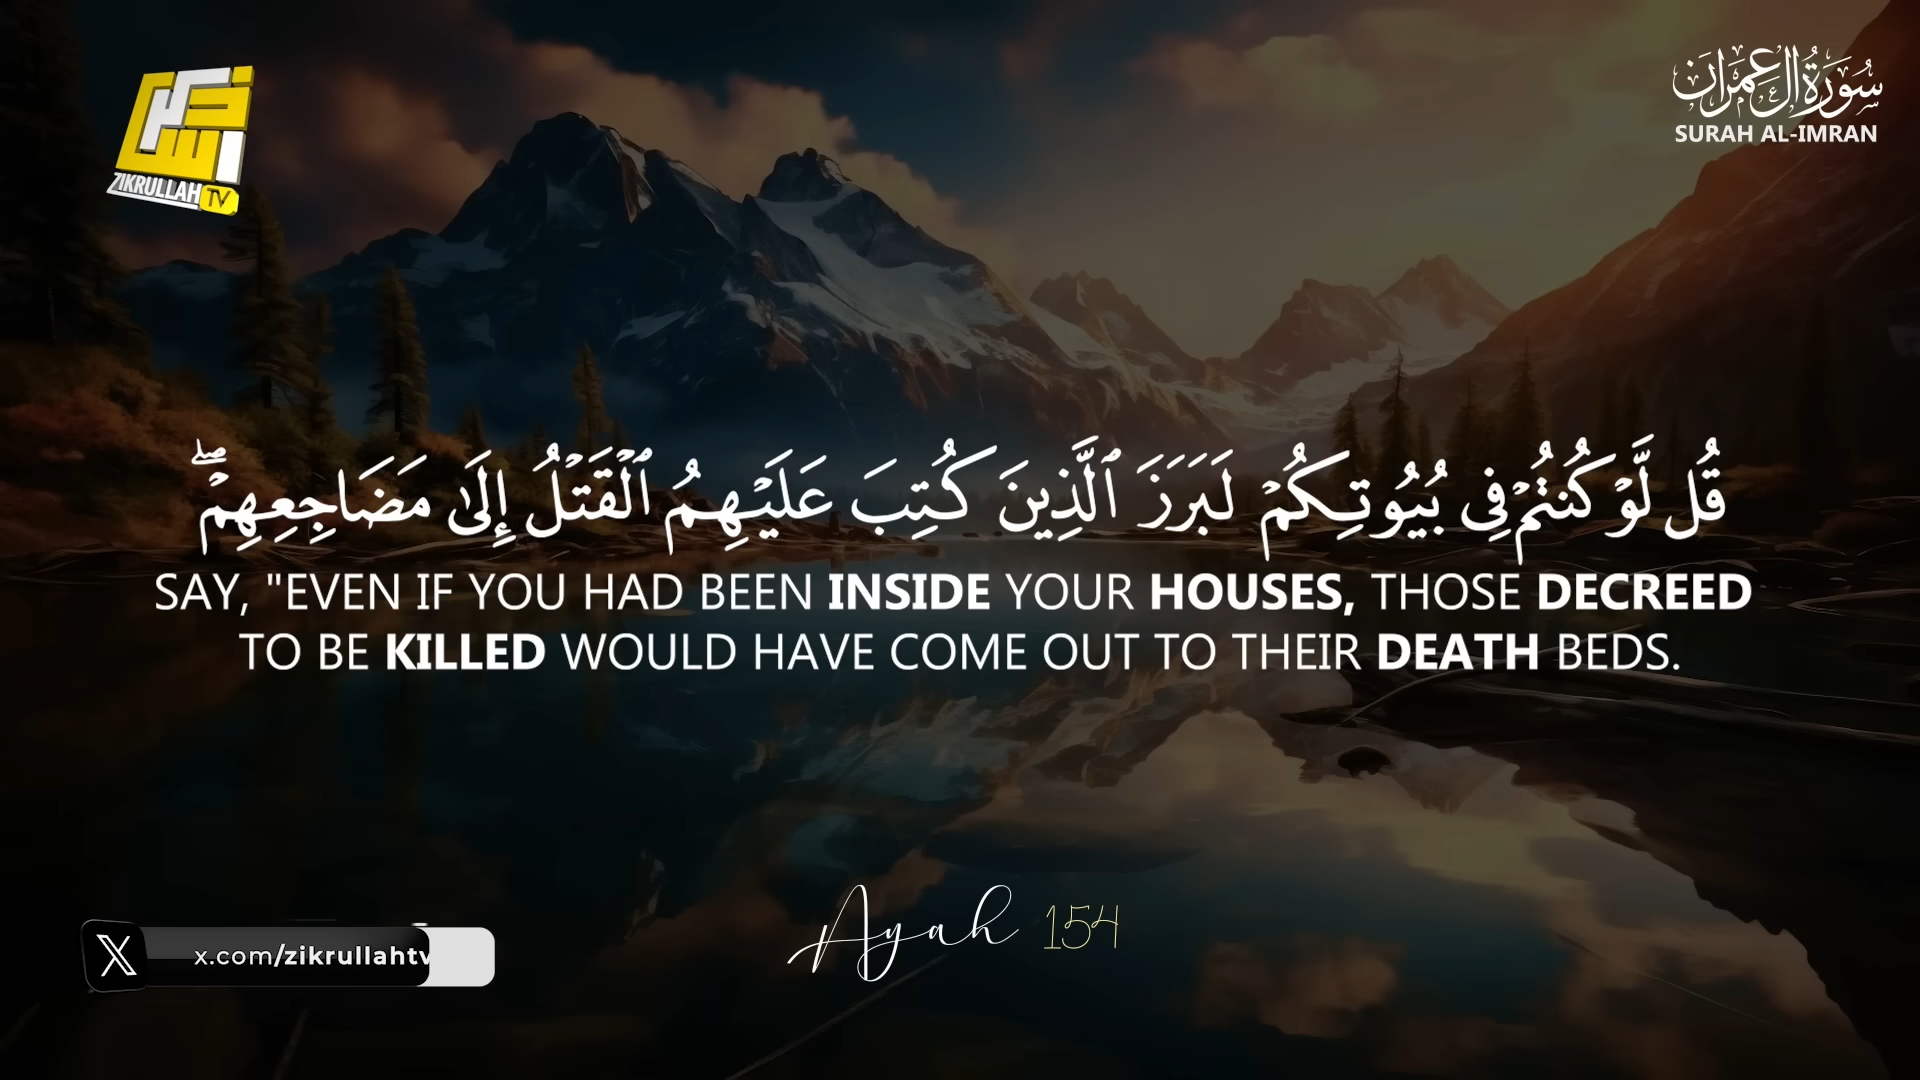 ذكر الله
ZIKRULLAH TV
سُورَةُ آلِ عِمْرَان
SURAH AL-IMRAN
قُل لَّوْ كُنتُمْ فِى بُيُوتِكُمْ لَبَرَزَ ٱلَّذِينَ كُتِبَ عَلَيْهِمُ ٱلْقَتْلُ إِلَىٰ مَضَاجِعِهِمْ ۖ
SAY, "EVEN IF YOU HAD BEEN INSIDE YOUR HOUSES, THOSE DECREED
TO BE KILLED WOULD HAVE COME OUT TO THEIR DEATH BEDS.
Ayah 154
X
x.com/zikrullahtv